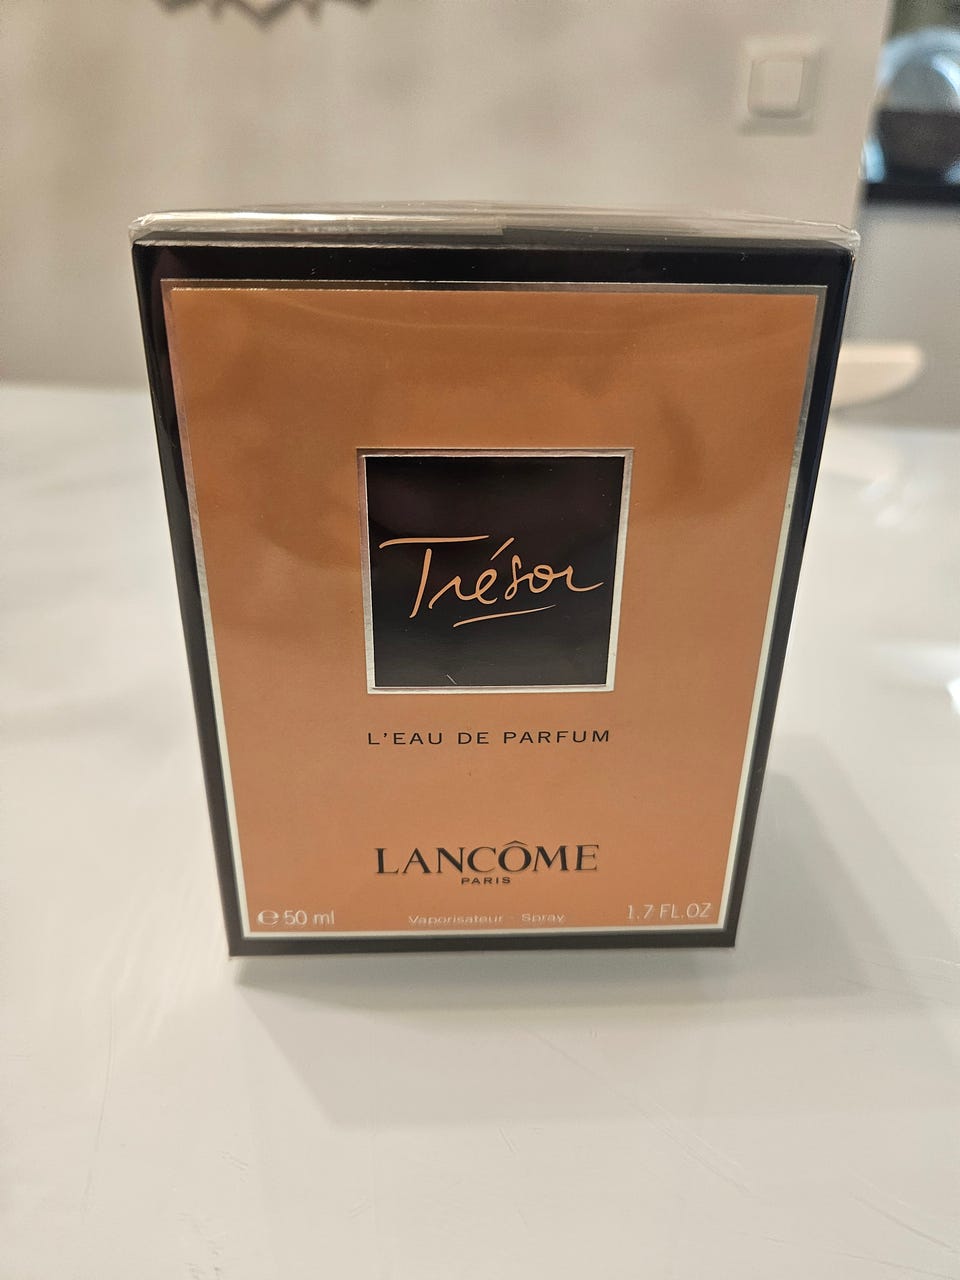 Trésor
L'EAU DE PARFUM
LANCÔME
PARIS
℮ 50 ml Vaporisateur - Spray 1.7 FL.OZ